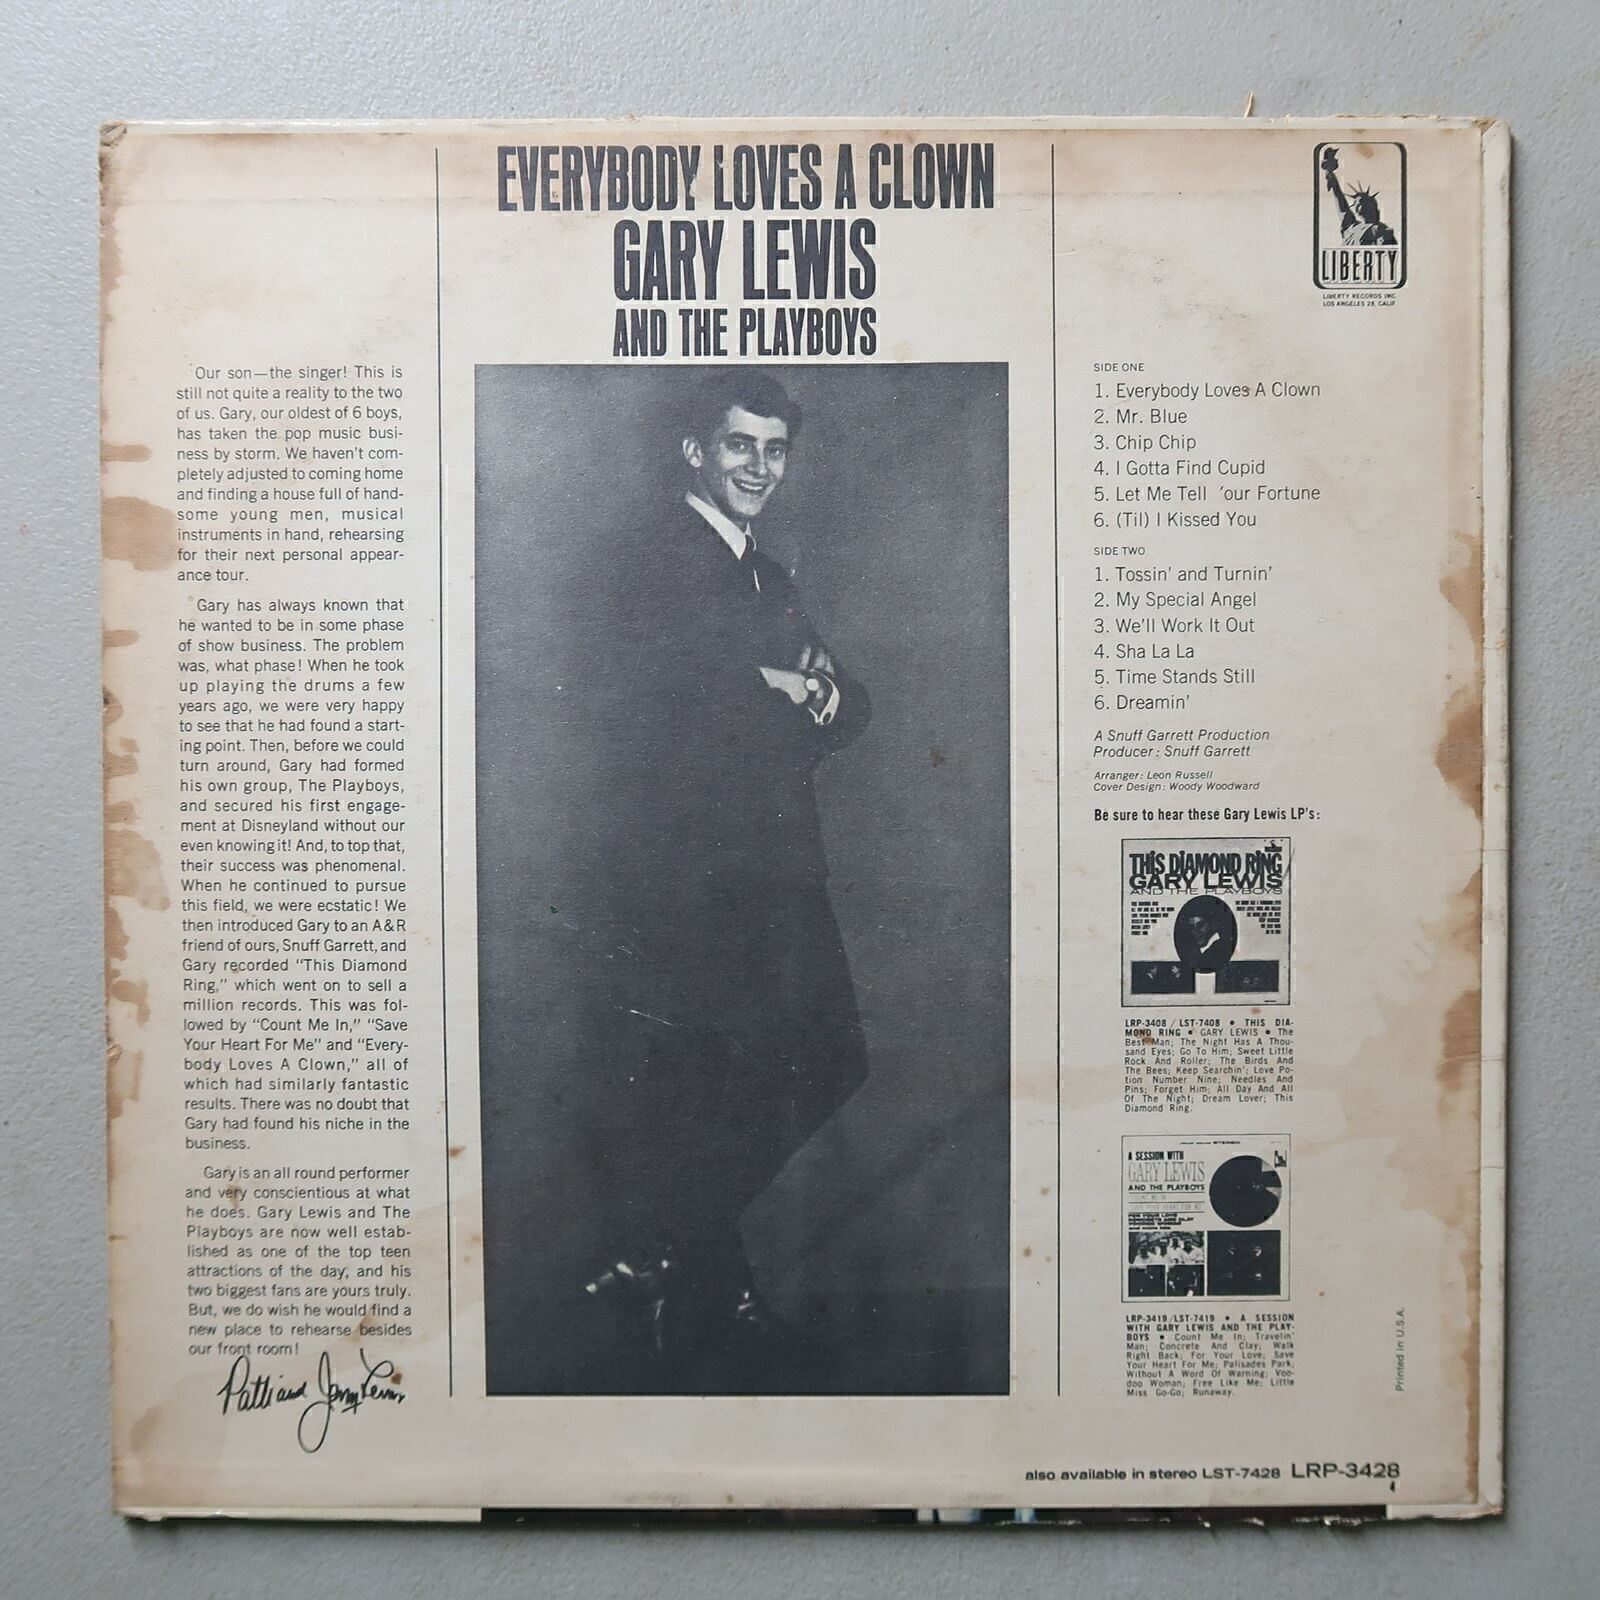 EVERYBODY LOVES A CLOWN
GARY LEWIS
AND THE PLAYBOYS
LIBERTY
LIBERTY RECORDS INC.
LOS ANGELES 28, CALIF
Our son—the singer! This is
still not quite a reality to the two
of us. Gary, our oldest of 6 boys,
has taken the pop music busi-
ness by storm. We haven't com-
pletely adjusted to coming home
and finding a house full of hand-
some young men, musical
instruments in hand, rehearsing
for their next personal appear-
ance tour.
Gary has always known that
he wanted to be in some phase
of show business. The problem
was, what phase! When he took
up playing the drums a few
years ago, we were very happy
to see that he had found a start-
ing point. Then, before we could
turn around, Gary had formed
his own group, The Playboys,
and secured his first engage-
ment at Disneyland without our
even knowing it! And, to top that,
their success was phenomenal.
When he continued to pursue
this field, we were ecstatic! We
then introduced Gary to an A&R
friend of ours, Snuff Garrett, and
Gary recorded "This Diamond
Ring," which went on to sell a
million records. This was fol-
lowed by "Count Me In," "Save
Your Heart For Me" and "Every-
body Loves A Clown," all of
which had similarly fantastic
results. There was no doubt that
Gary had found his niche in the
business.
Gary is an all round performer
and very conscientious at what
he does. Gary Lewis and The
Playboys are now well estab-
lished as one of the top teen
attractions of the day, and his
two biggest fans are yours truly.
But, we do wish he would find a
new place to rehearse besides
our front room!
Patti and Jerry Lewis
SIDE ONE
1. Everybody Loves A Clown
2. Mr. Blue
3. Chip Chip
4. I Gotta Find Cupid
5. Let Me Tell 'our Fortune
6. (Til) I Kissed You
SIDE TWO
1. Tossin' and Turnin'
2. My Special Angel
3. We'll Work It Out
4. Sha La La
5. Time Stands Still
6. Dreamin'
A Snuff Garrett Production
Producer: Snuff Garrett
Arranger: Leon Russell
Cover Design: Woody Woodward
Be sure to hear these Gary Lewis LP's:
THIS DIAMOND RING
GARY LEWIS
AND THE PLAYBOYS
LRP-3408 / LST-7408 • THIS DIA-
MOND RING • GARY LEWIS • The
Best Man; The Night Has A Thou-
sand Eyes; Go To Him; Sweet Little
Rock And Roller; The Birds And
The Bees; Keep Searchin'; Love Po-
tion Number Nine; Needles And
Pins; Forget Him; All Day And All
Of The Night; Dream Lover; This
Diamond Ring.
STEREO
A SESSION WITH
GARY LEWIS
AND THE PLAYBOYS
LRP-3419/LST-7419 • A SESSION
WITH GARY LEWIS AND THE PLAY-
BOYS • Count Me In; Travelin'
Man; Concrete And Clay; Walk
Right Back; For Your Love; Save
Your Heart For Me; Palisades Park;
Without A Word Of Warning; Voo-
doo Woman; Free Like Me; Little
Miss Go-Go; Runaway.
Printed in U.S.A.
also available in stereo LST-7428 LRP-3428